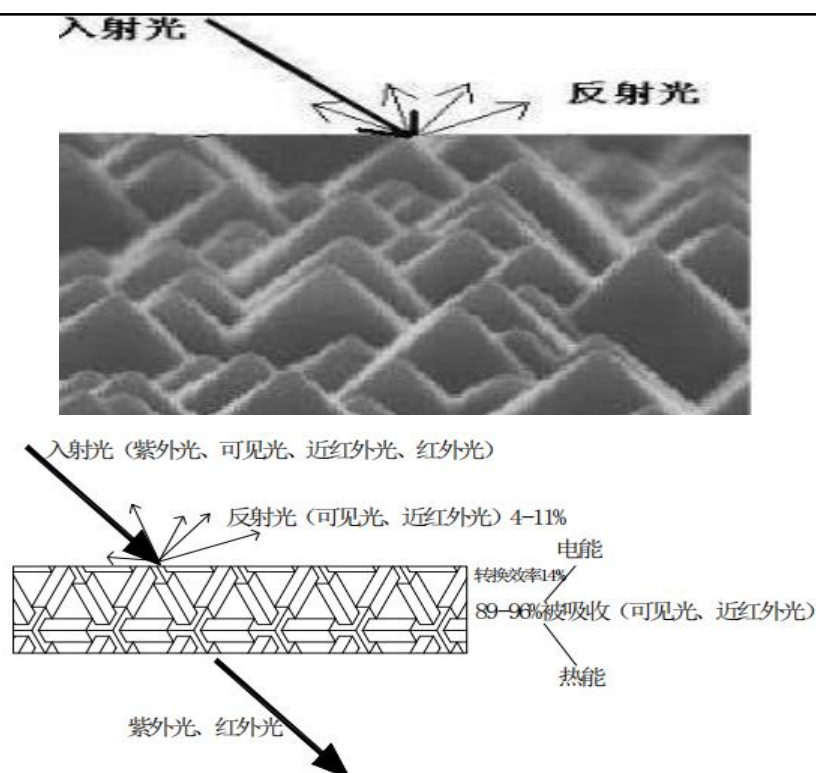 入射光
反射光
入射光（紫外光、可见光、近红外光、红外光）
反射光（可见光、近红外光）4-11%
电能
转换效率14%
89-96%被吸收（可见光、近红外光）
热能
紫外光、红外光